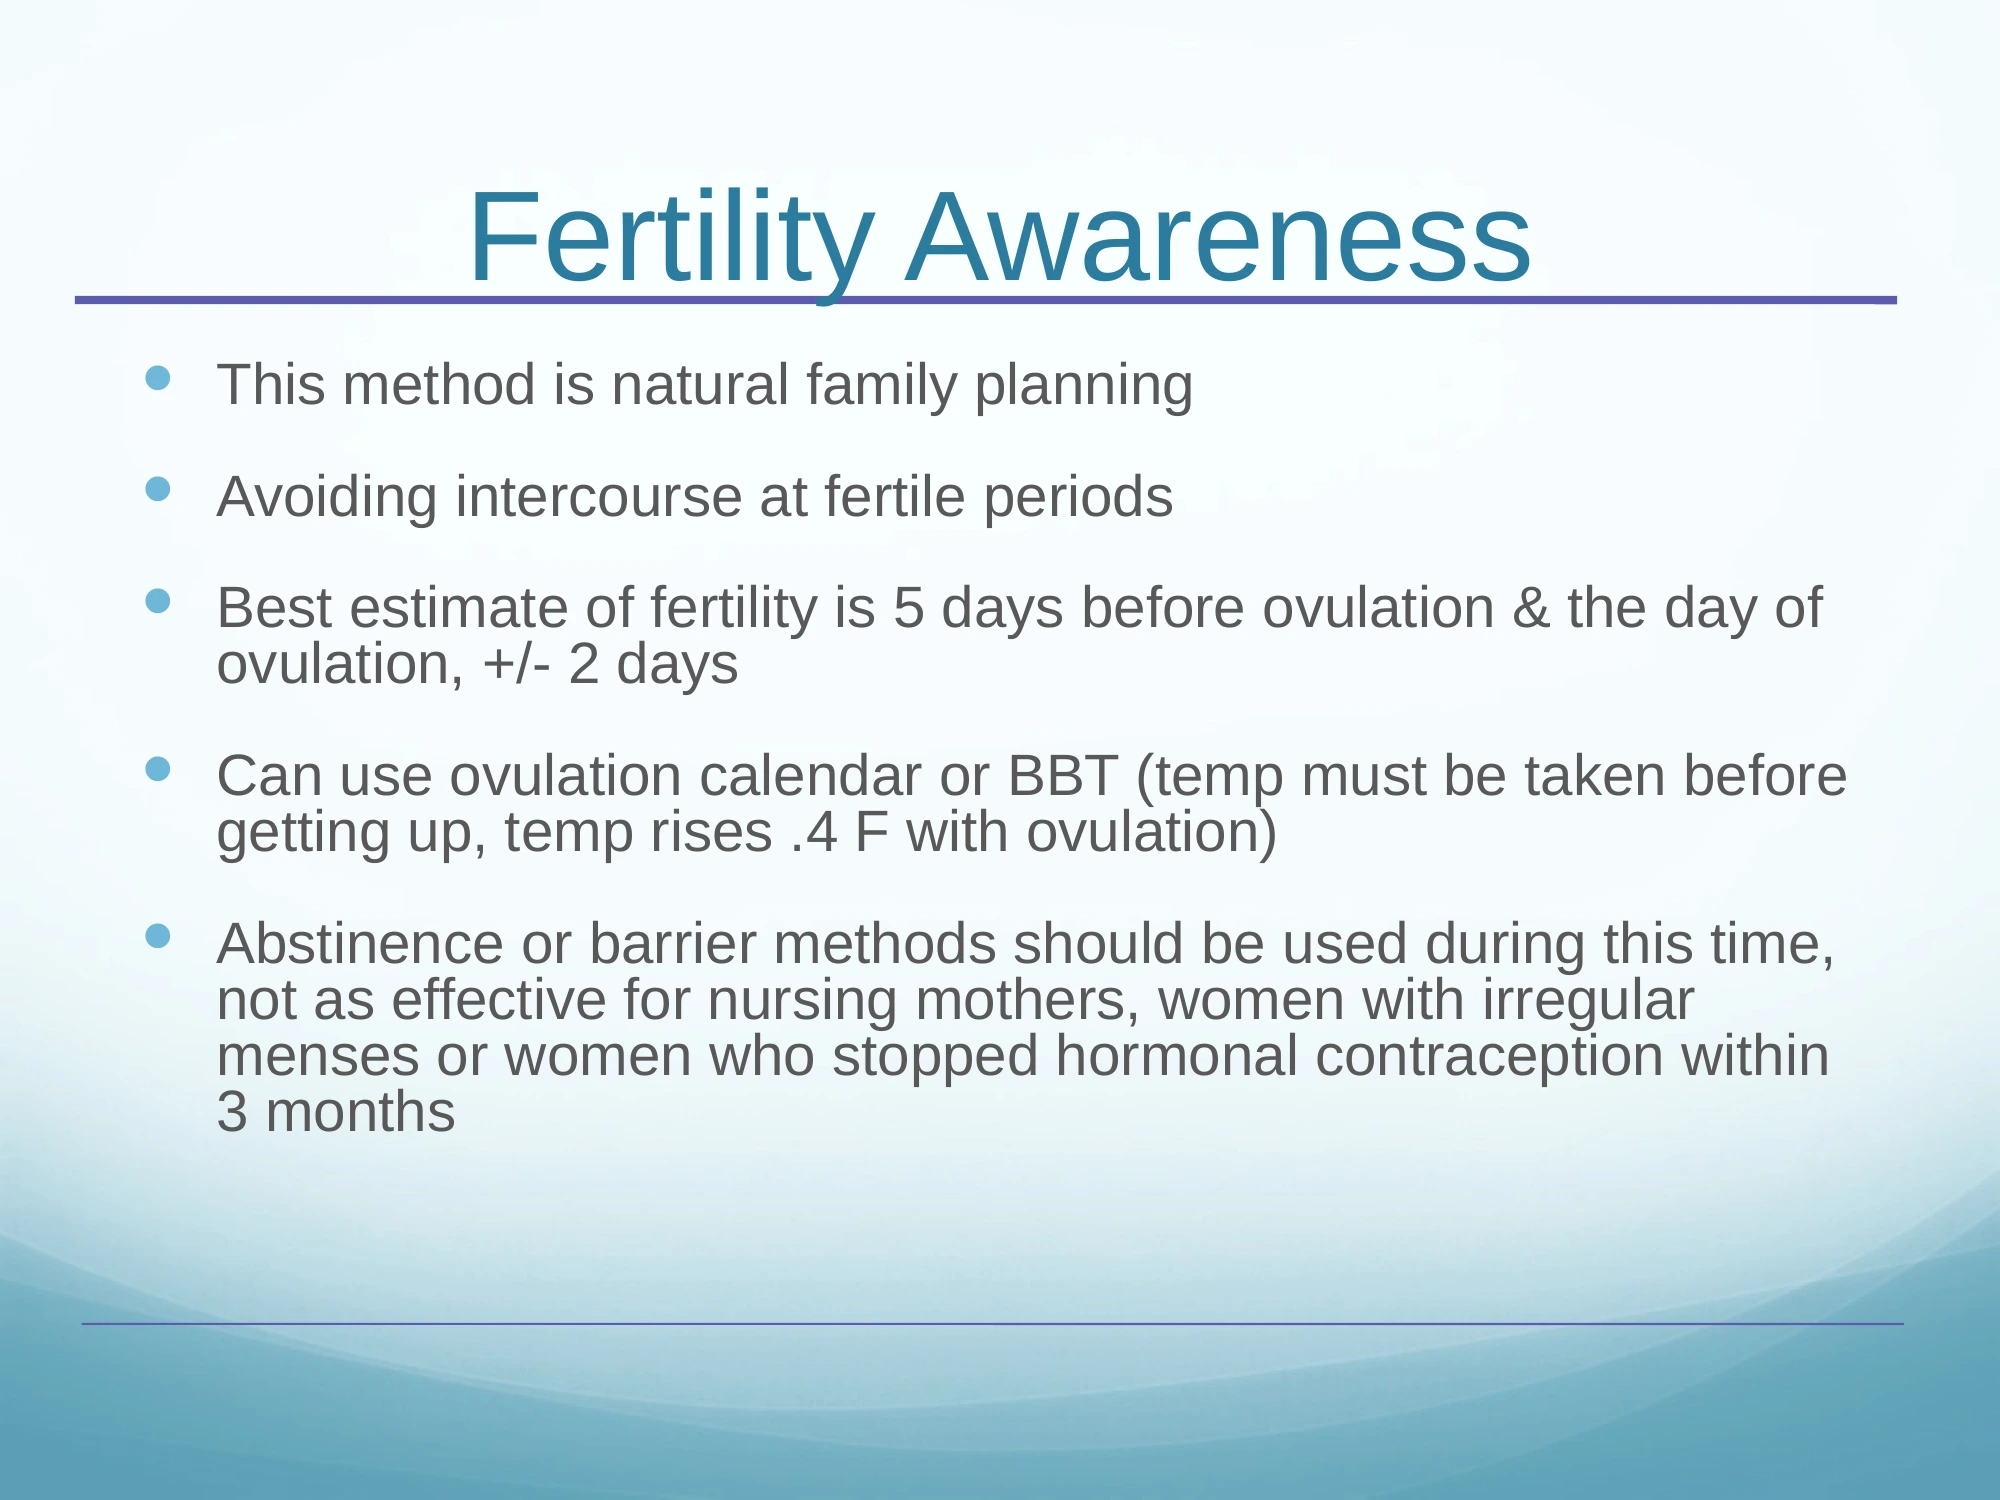 Fertility Awareness
This method is natural family planning
Avoiding intercourse at fertile periods
Best estimate of fertility is 5 days before ovulation & the day of
ovulation, +/- 2 days
Can use ovulation calendar or BBT (temp must be taken before
getting up, temp rises .4 F with ovulation)
Abstinence or barrier methods should be used during this time,
not as effective for nursing mothers, women with irregular
menses or women who stopped hormonal contraception within
3 months